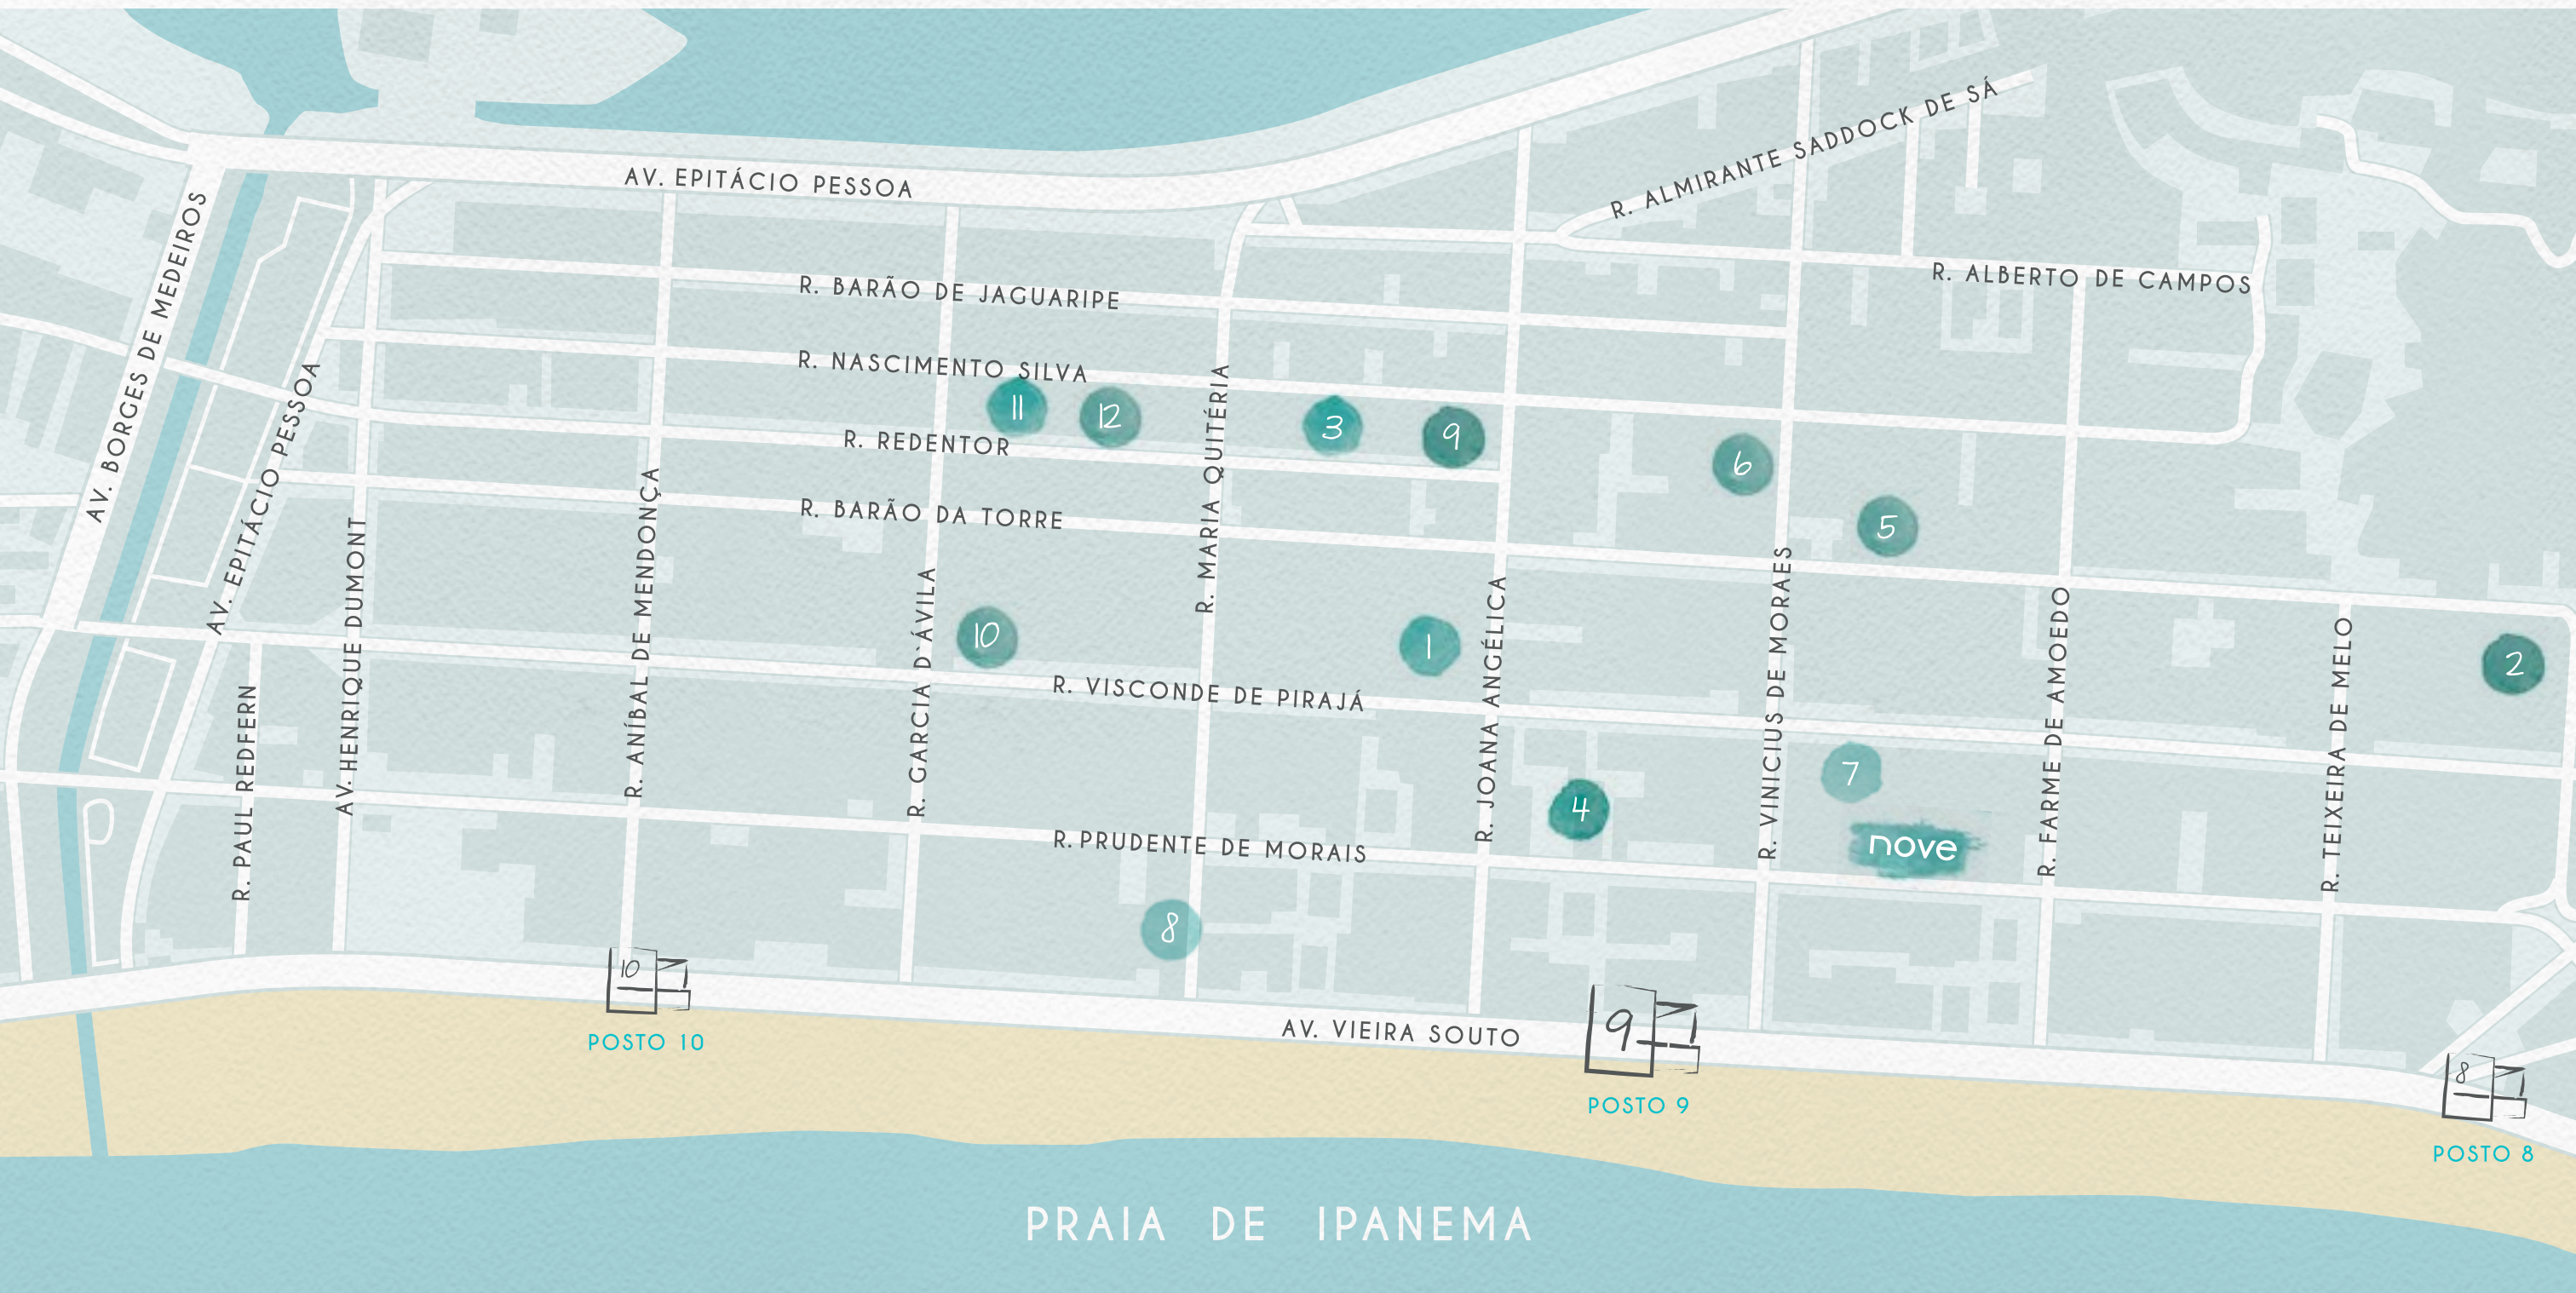 AV. EPITÁCIO PESSOA
R. ALMIRANTE SADDOCK DE SÁ
R. ALBERTO DE CAMPOS
R. BARÃO DE JAGUARIPE
AV. BORGES DE MEDEIROS
R. NASCIMENTO SILVA
AV. EPITÁCIO PESSOA
11
12
3
9
R. REDENTOR
R. MARIA QUITÉRIA
6
5
R. BARÃO DA TORRE
AV. HENRIQUE DUMONT
R. ANÍBAL DE MENDONÇA
R. GARCIA D`ÁVILA
10
1
R. JOANA ANGÉLICA
R. VINICIUS DE MORAES
R. FARME DE AMOEDO
R. TEIXEIRA DE MELO
2
R. VISCONDE DE PIRAJÁ
R. PAUL REDFERN
7
4
nove
R. PRUDENTE DE MORAIS
8
10
POSTO 10
AV. VIEIRA SOUTO
9
POSTO 9
8
POSTO 8
PRAIA DE IPANEMA